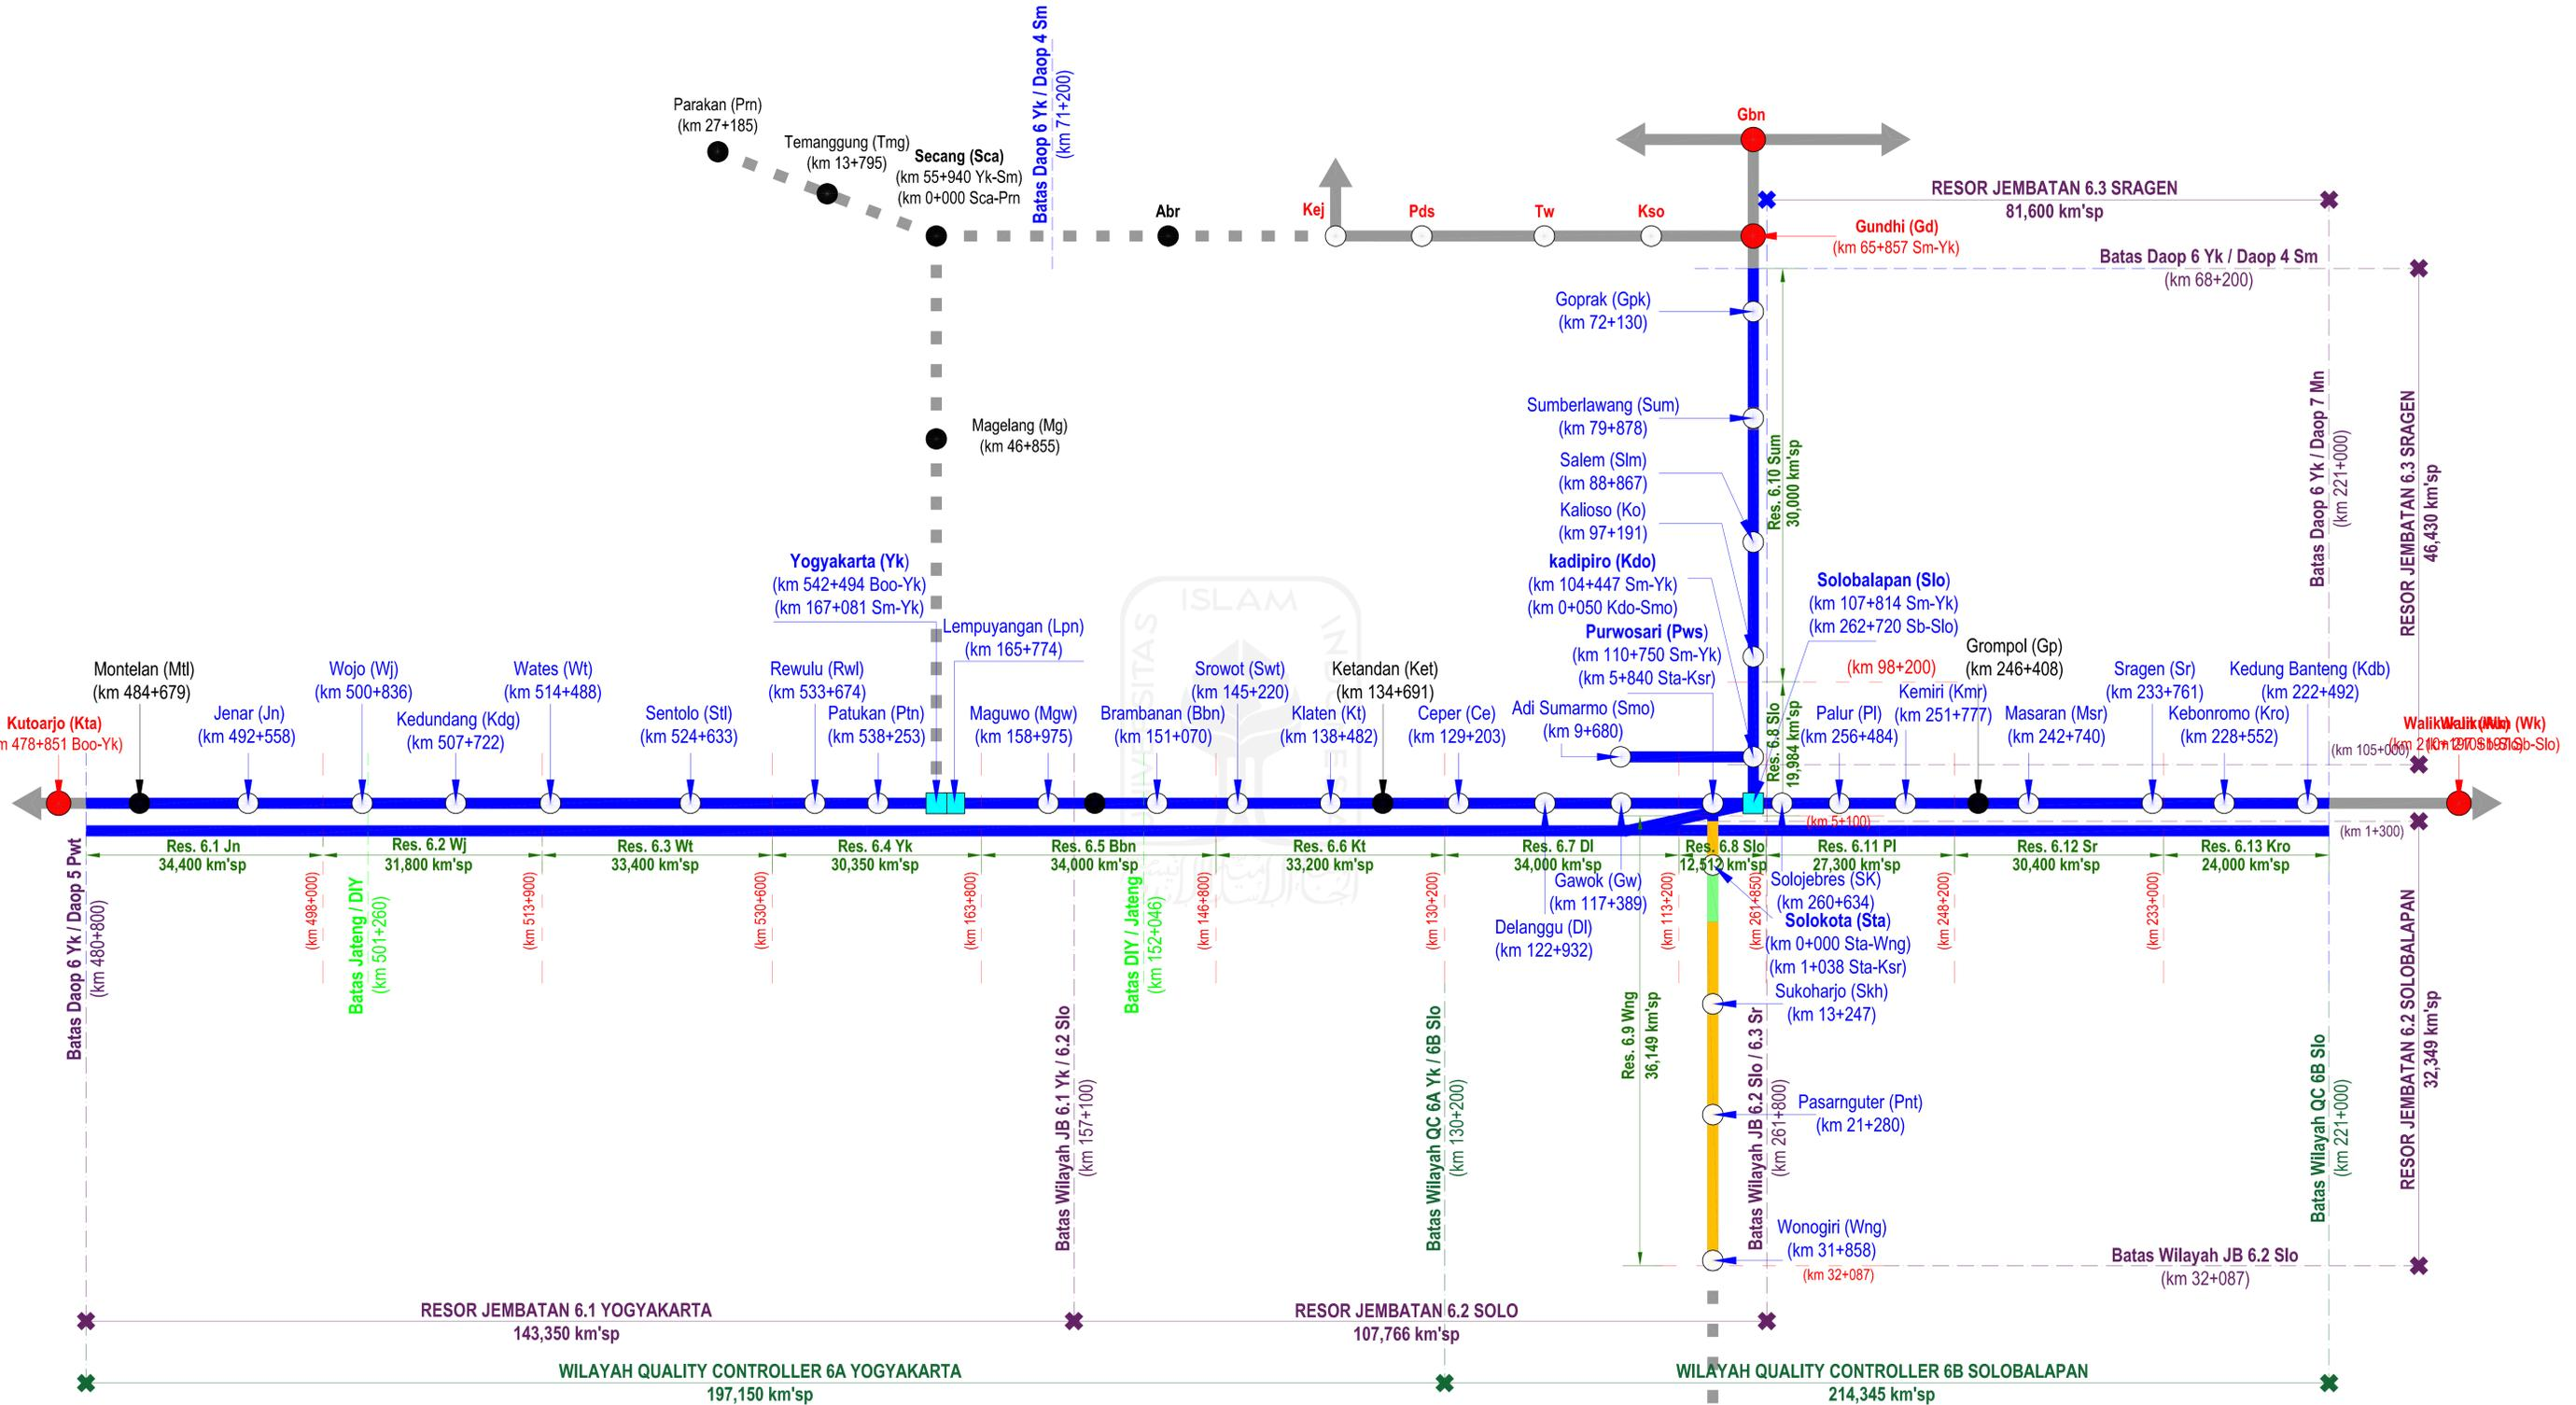 Batas Daop 6 Yk / Daop 4 Sm
(km 71+200)
Parakan (Prn)
(km 27+185)
Temanggung (Tmg)
(km 13+795)
Secang (Sca)
(km 55+940 Yk-Sm)
(km 0+000 Sca-Prn
Abr
Kej
Pds
Tw
Kso
Gbn
Gundhi (Gd)
(km 65+857 Sm-Yk)
RESOR JEMBATAN 6.3 SRAGEN
81,600 km'sp
Batas Daop 6 Yk / Daop 4 Sm
(km 68+200)
Goprak (Gpk)
(km 72+130)
Sumberlawang (Sum)
(km 79+878)
Salem (Slm)
(km 88+867)
Kalioso (Ko)
(km 97+191)
kadipiro (Kdo)
(km 104+447 Sm-Yk)
(km 0+050 Kdo-Smo)
Purwosari (Pws)
(km 110+750 Sm-Yk)
(km 5+840 Sta-Ksr)
Adi Sumarmo (Smo)
(km 9+680)
Res. 6.10 Sum
30,000 km'sp
Res. 6.8 Slo
19,984 km'sp
(km 98+200)
Solobalapan (Slo)
(km 107+814 Sm-Yk)
(km 262+720 Sb-Slo)
Batas Daop 6 Yk / Daop 7 Mn
(km 221+000)
RESOR JEMBATAN 6.3 SRAGEN
46,430 km'sp
Magelang (Mg)
(km 46+855)
Yogyakarta (Yk)
(km 542+494 Boo-Yk)
(km 167+081 Sm-Yk)
Lempuyangan (Lpn)
(km 165+774)
UNIVERSITAS
ISLAM
INDONESIA
Kutoarjo (Kta)
m 478+851 Boo-Yk)
Montelan (Mtl)
(km 484+679)
Jenar (Jn)
(km 492+558)
Wojo (Wj)
(km 500+836)
Kedundang (Kdg)
(km 507+722)
Wates (Wt)
(km 514+488)
Sentolo (Stl)
(km 524+633)
Rewulu (Rwl)
(km 533+674)
Patukan (Ptn)
(km 538+253)
Maguwo (Mgw)
(km 158+975)
Brambanan (Bbn)
(km 151+070)
Srowot (Swt)
(km 145+220)
Klaten (Kt)
(km 138+482)
Ketandan (Ket)
(km 134+691)
Ceper (Ce)
(km 129+203)
Palur (Pl)
(km 256+484)
Kemiri (Kmr)
(km 251+777)
Grompol (Gp)
(km 246+408)
Masaran (Msr)
(km 242+740)
Sragen (Sr)
(km 233+761)
Kebonromo (Kro)
(km 228+552)
Kedung Banteng (Kdb)
(km 222+492)
(Wk)
Sb-Slo)
(km 105+000)
(km 5+100)
(km 1+300)
Res. 6.1 Jn
34,400 km'sp
Res. 6.2 Wj
31,800 km'sp
Res. 6.3 Wt
33,400 km'sp
Res. 6.4 Yk
30,350 km'sp
Res. 6.5 Bbn
34,000 km'sp
Res. 6.6 Kt
33,200 km'sp
Res. 6.7 Dl
34,000 km'sp
Res. 6.8 Slo
12,512 km'sp
Res. 6.11 Pl
27,300 km'sp
Res. 6.12 Sr
30,400 km'sp
Res. 6.13 Kro
24,000 km'sp
Batas Daop 6 Yk / Daop 5 Pwt
(km 480+800)
(km 498+000)
Batas Jateng / DIY
(km 501+260)
(km 513+900)
(km 530+600)
(km 163+800)
Batas DIY / Jateng
(km 152+046)
(km 146+800)
(km 130+200)
(km 113+200)
(km 261+850)
(km 248+200)
(km 233+000)
Gawok (Gw)
(km 117+389)
Delanggu (Dl)
(km 122+932)
Solojebres (SK)
(km 260+634)
Solokota (Sta)
(km 0+000 Sta-Wng)
(km 1+038 Sta-Ksr)
Sukoharjo (Skh)
(km 13+247)
Pasarnguter (Pnt)
(km 21+280)
Wonogiri (Wng)
(km 31+858)
(km 32+087)
Res. 6.9 Wng
36,149 km'sp
Batas Wilayah JB 6.1 Yk / 6.2 Slo
(km 157+100)
Batas Wilayah QC 6A Yk / 6B Slo
(km 130+200)
Batas Wilayah JB 6.2 Slo / 6.3 Sr
(km 261+800)
Batas Wilayah QC 6B Slo
(km 221+000)
RESOR JEMBATAN 6.2 SOLOBALAPAN
32,349 km'sp
Batas Wilayah JB 6.2 Slo
(km 32+087)
RESOR JEMBATAN 6.1 YOGYAKARTA
143,350 km'sp
RESOR JEMBATAN 6.2 SOLO
107,766 km'sp
WILAYAH QUALITY CONTROLLER 6A YOGYAKARTA
197,150 km'sp
WILAYAH QUALITY CONTROLLER 6B SOLOBALAPAN
214,345 km'sp